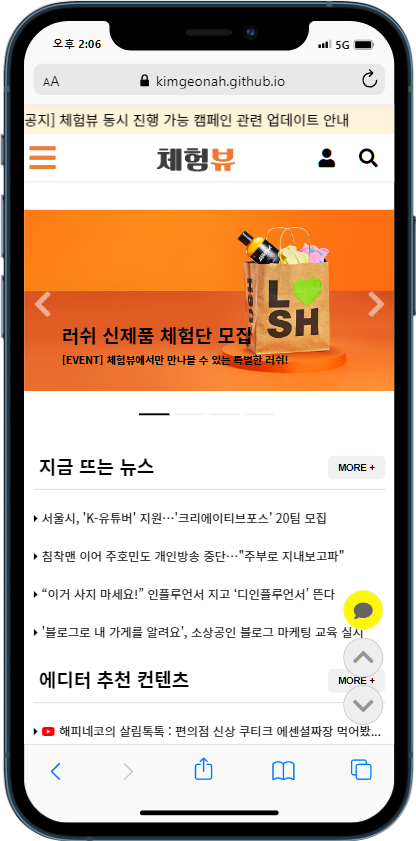 오후 2:06
5G
AA
kimgeonah.github.io
공지] 체험뷰 동시 진행 가능 캠페인 관련 업데이트 안내
체험뷰
LUSH
L SH
러쉬 신제품 체험단 모집
[EVENT] 체험뷰에서만 만나볼 수 있는 특별한 러쉬!
지금 뜨는 뉴스
MORE +
서울시, 'K-유튜버' 지원…'크리에이티브포스' 20팀 모집
침착맨 이어 주호민도 개인방송 중단…"주부로 지내보고파"
“이거 사지 마세요!” 인플루언서 지고 ‘디인플루언서’ 뜬다
'블로그로 내 가게를 알려요', 소상공인 블로그 마케팅 교육 실시
에디터 추천 컨텐츠
MORE +
해피네코의 살림톡톡 : 편의점 신상 쿠티크 에센셜짜장 먹어봤...